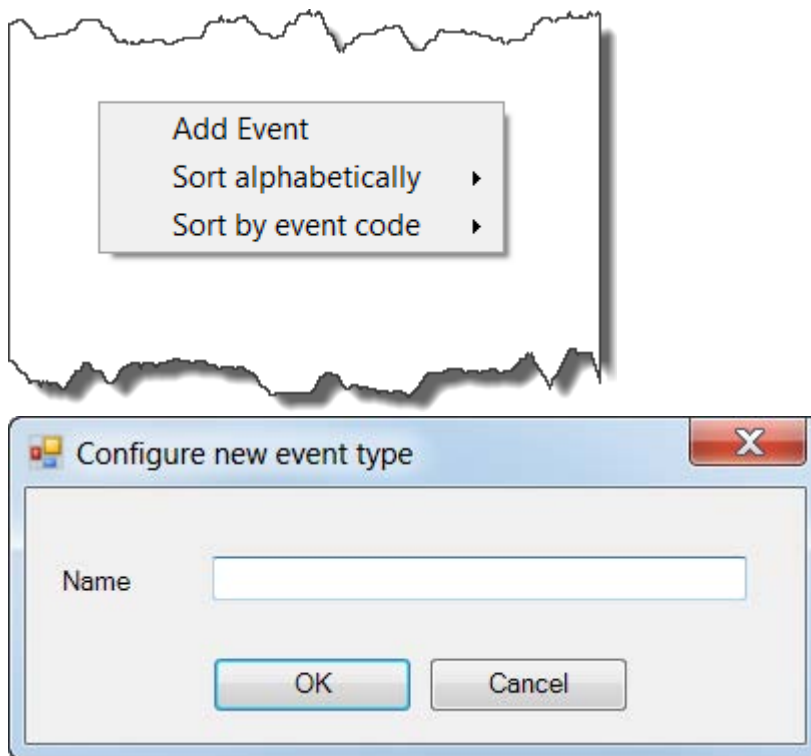 Add Event
Sort alphabetically
Sort by event code
Configure new event type
Name
OK Cancel